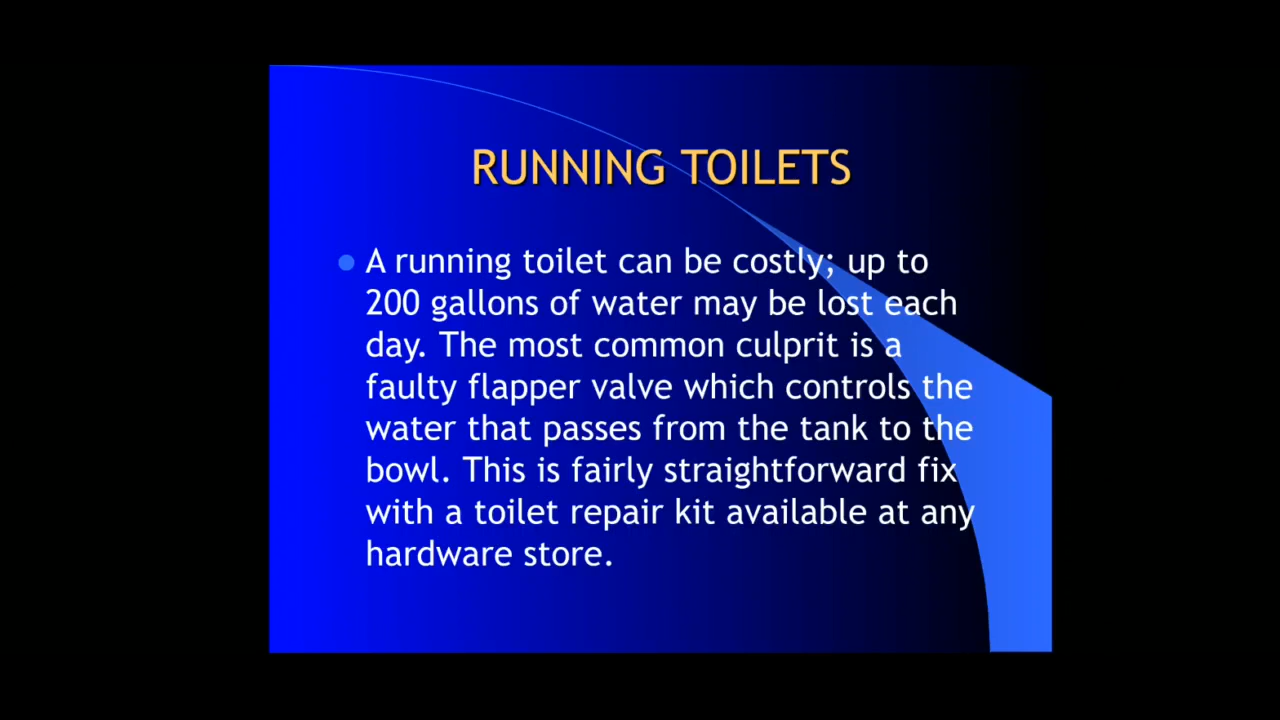 RUNNING TOILETS
A running toilet can be costly; up to
200 gallons of water may be lost each
day. The most common culprit is a
faulty flapper valve which controls the
water that passes from the tank to the
bowl. This is fairly straightforward fix
with a toilet repair kit available at any
hardware store.